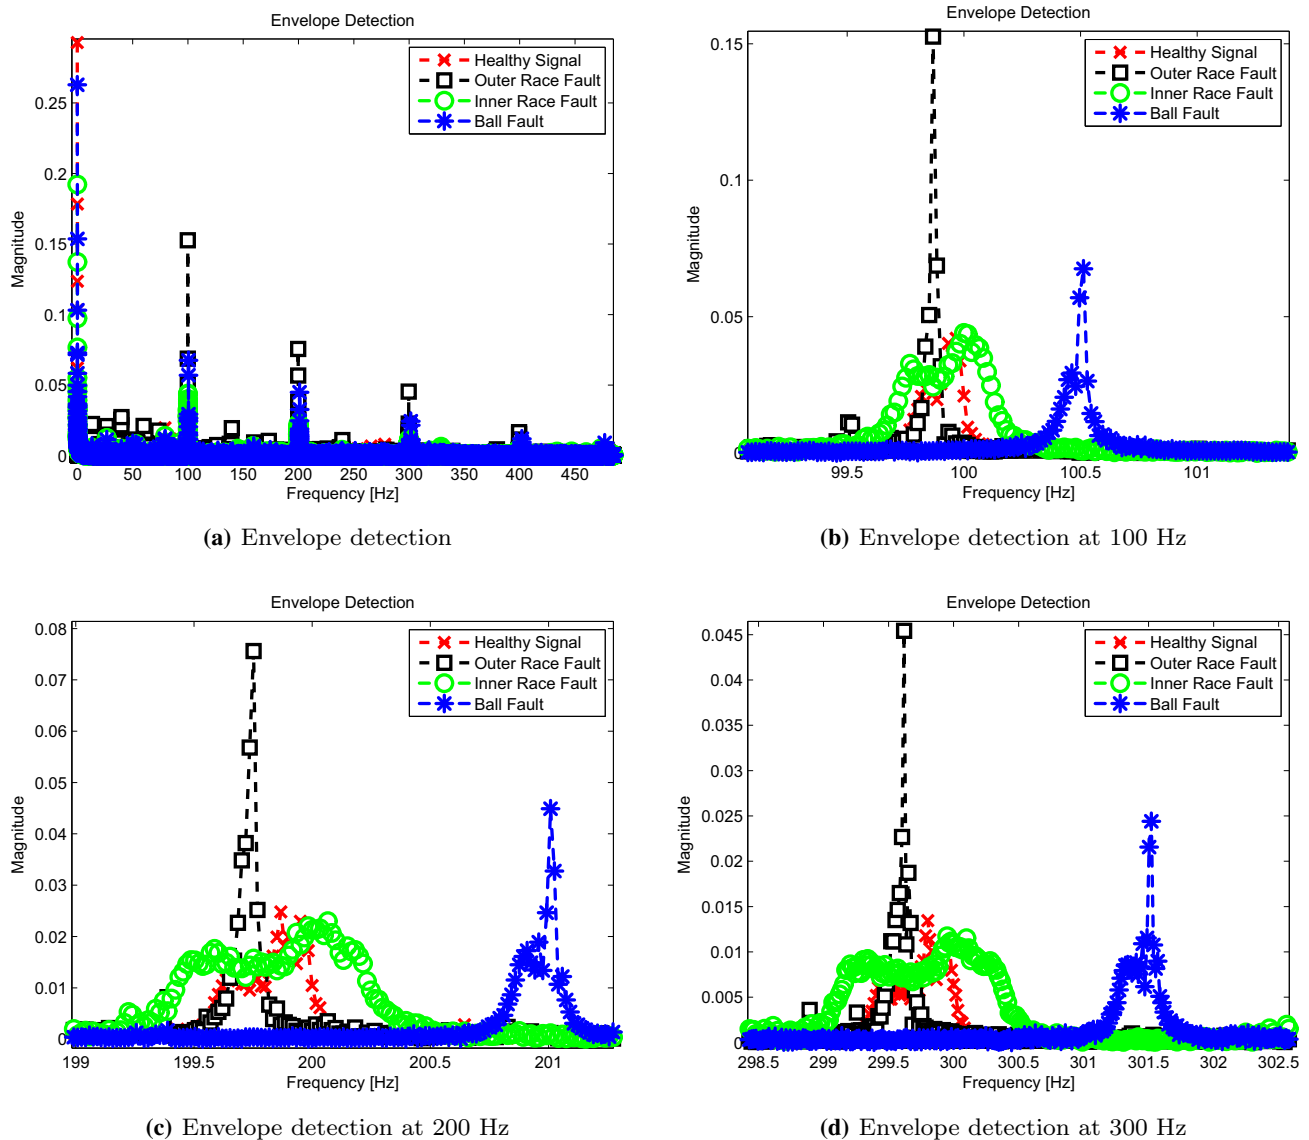 Envelope Detection
Magnitude
0.25
0.2
0.15
0.1
0.05
0
0 50 100 150 200 250 300 350 400 450
Frequency [Hz]
Healthy Signal
Outer Race Fault
Inner Race Fault
Ball Fault
(a) Envelope detection
Envelope Detection
Magnitude
0.15
0.1
0.05
0
99.5 100 100.5 101
Frequency [Hz]
Healthy Signal
Outer Race Fault
Inner Race Fault
Ball Fault
(b) Envelope detection at 100 Hz
Envelope Detection
Magnitude
0.08
0.07
0.06
0.05
0.04
0.03
0.02
0.01
0
199 199.5 200 200.5 201
Frequency [Hz]
Healthy Signal
Outer Race Fault
Inner Race Fault
Ball Fault
(c) Envelope detection at 200 Hz
Envelope Detection
Magnitude
0.045
0.04
0.035
0.03
0.025
0.02
0.015
0.01
0.005
0
298.5 299 299.5 300 300.5 301 301.5 302 302.5
Frequency [Hz]
Healthy Signal
Outer Race Fault
Inner Race Fault
Ball Fault
(d) Envelope detection at 300 Hz